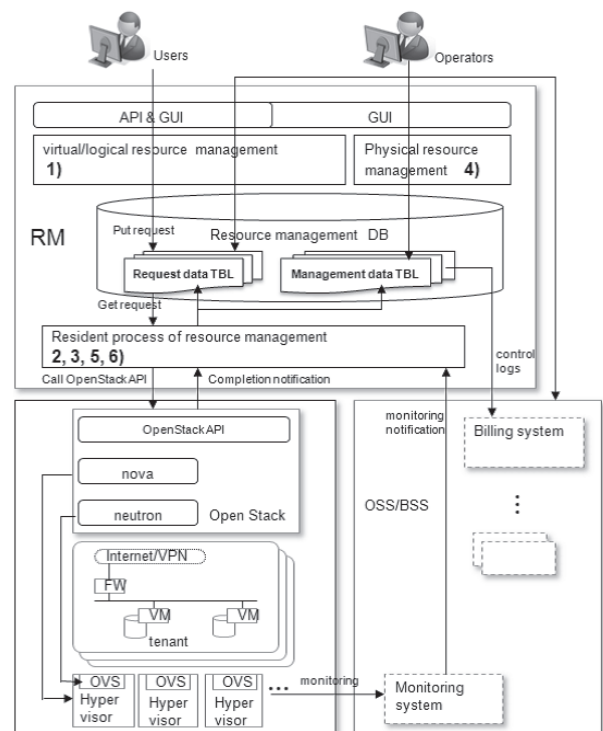 Users
Operators
API & GUI
GUI
virtual/logical resource management
1)
Physical resource
management 4)
RM
Put request
Resource management DB
Request data TBL
Management data TBL
Get request
Resident process of resource management
2, 3, 5, 6)
control
logs
Call OpenStack API
Completion notification
monitoring
notification
OpenStack API
Billing system
nova
OSS/BSS
neutron
Open Stack
Internet/VPN
FW
VM
VM
tenant
OVS
OVS
OVS
monitoring
Hyper
visor
Hyper
visor
Hyper
visor
Monitoring
system